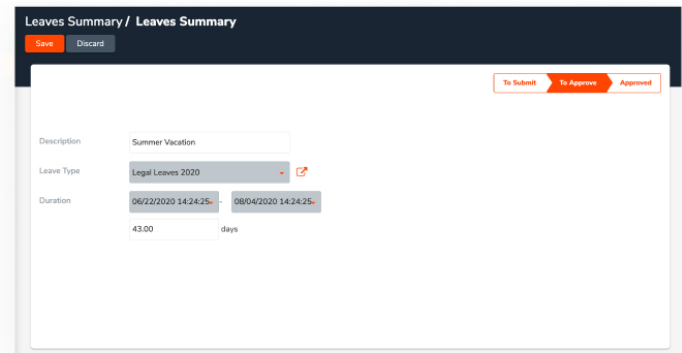 Leaves Summary / Leaves Summary
Save Discard
To Submit To Approve Approved
Description Summer Vacation
Leave Type Legal Leaves 2020
Duration 06/22/2020 14:24:25 - 08/04/2020 14:24:25
43.00 days